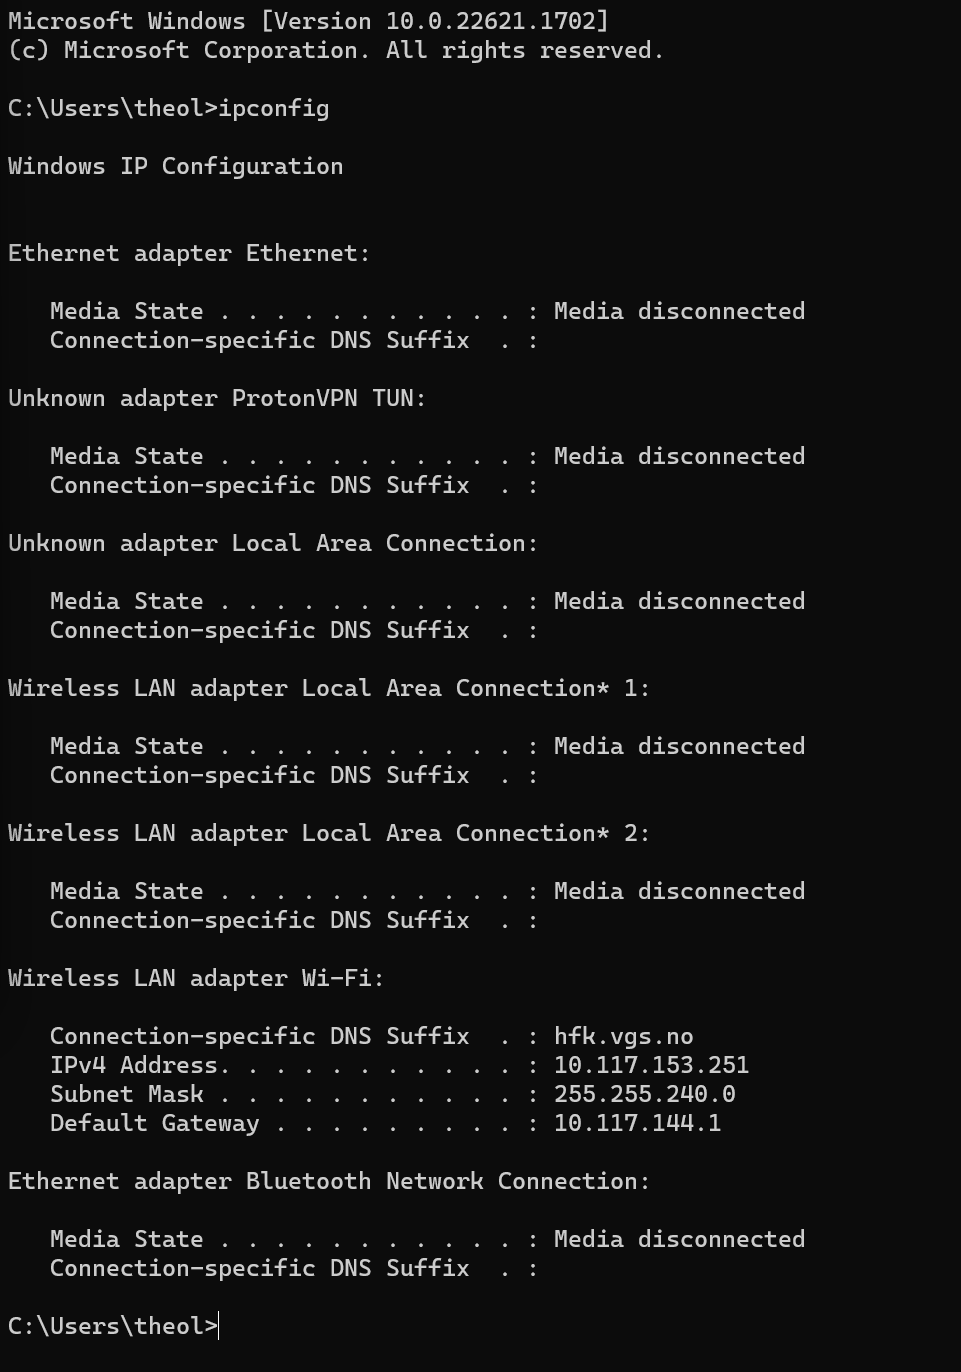 Microsoft Windows [Version 10.0.22621.1702]
(c) Microsoft Corporation. All rights reserved.
C:\Users\theol>ipconfig
Windows IP Configuration
Ethernet adapter Ethernet:
   Media State . . . . . . . . . . . : Media disconnected
   Connection-specific DNS Suffix  . :
Unknown adapter ProtonVPN TUN:
   Media State . . . . . . . . . . . : Media disconnected
   Connection-specific DNS Suffix  . :
Unknown adapter Local Area Connection:
   Media State . . . . . . . . . . . : Media disconnected
   Connection-specific DNS Suffix  . :
Wireless LAN adapter Local Area Connection* 1:
   Media State . . . . . . . . . . . : Media disconnected
   Connection-specific DNS Suffix  . :
Wireless LAN adapter Local Area Connection* 2:
   Media State . . . . . . . . . . . : Media disconnected
   Connection-specific DNS Suffix  . :
Wireless LAN adapter Wi-Fi:
   Connection-specific DNS Suffix  . : hfk.vgs.no
   IPv4 Address. . . . . . . . . . . : 10.117.153.251
   Subnet Mask . . . . . . . . . . . : 255.255.240.0
   Default Gateway . . . . . . . . . : 10.117.144.1
Ethernet adapter Bluetooth Network Connection:
   Media State . . . . . . . . . . . : Media disconnected
   Connection-specific DNS Suffix  . :
C:\Users\theol>